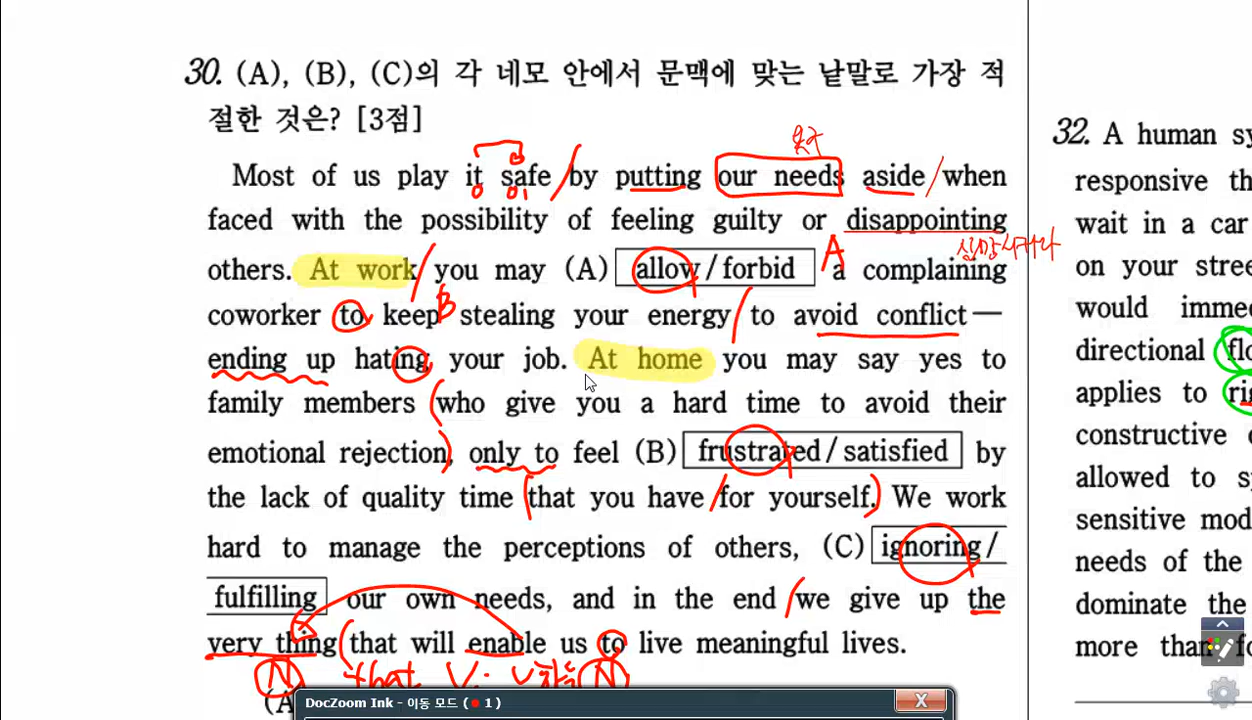 30. (A), (B), (C)의 각 네모 안에서 문맥에 맞는 낱말로 가장 적
절한 것은? [3점]
욕구
Most of us play it safe by putting our needs aside when
faced with the possibility of feeling guilty or disappointing
실망시키다
others. At work you may (A) allow / forbid a complaining
A
coworker to keep stealing your energy to avoid conflict—
B
ending up hating your job. At home you may say yes to
family members who give you a hard time to avoid their
emotional rejection, only to feel (B) frustrated / satisfied by
the lack of quality time that you have for yourself. We work
hard to manage the perceptions of others, (C) ignoring /
fulfilling our own needs, and in the end we give up the
very thing that will enable us to live meaningful lives.
N that V: V하는 N
(A
32. A human sy
responsive th
wait in a car
on your stree
would imme
directional flo
applies to rig
constructive
allowed to s
sensitive mod
needs of the
dominate the
more than fo
DocZoom Ink - 이동 모드 ( 1 )